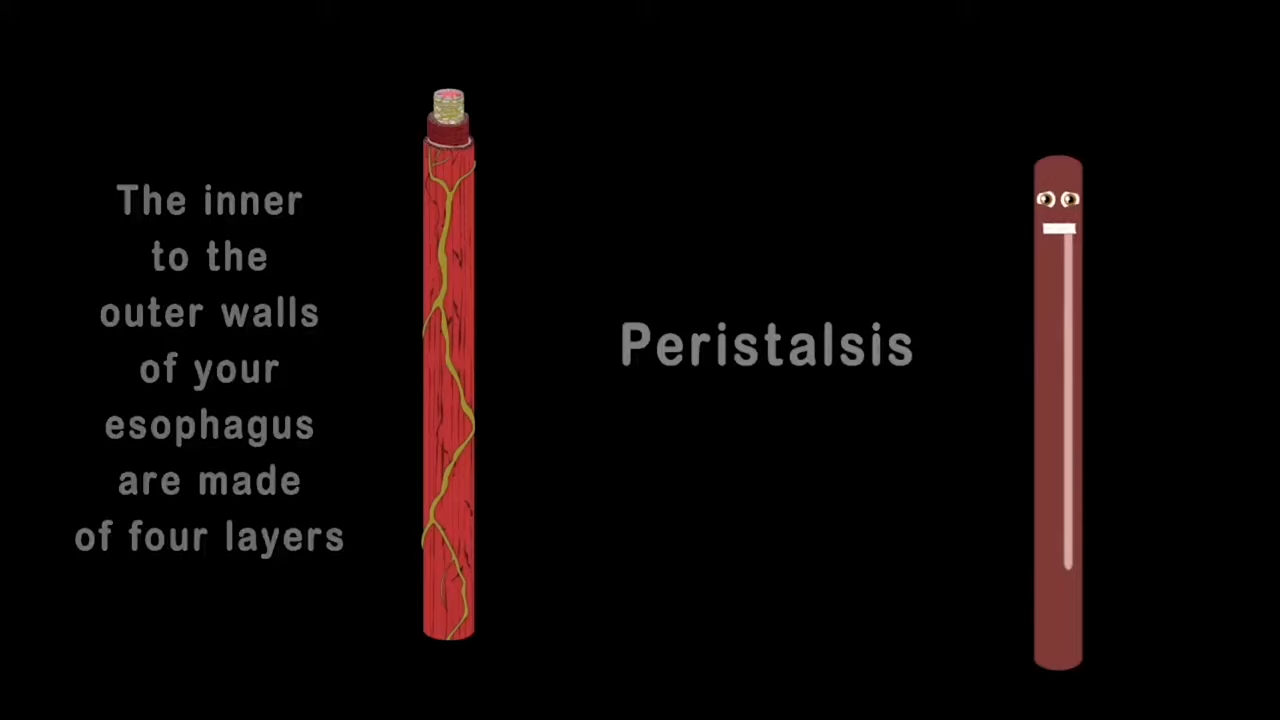 The inner
to the
outer walls
of your
esophagus
are made
of four layers
Peristalsis